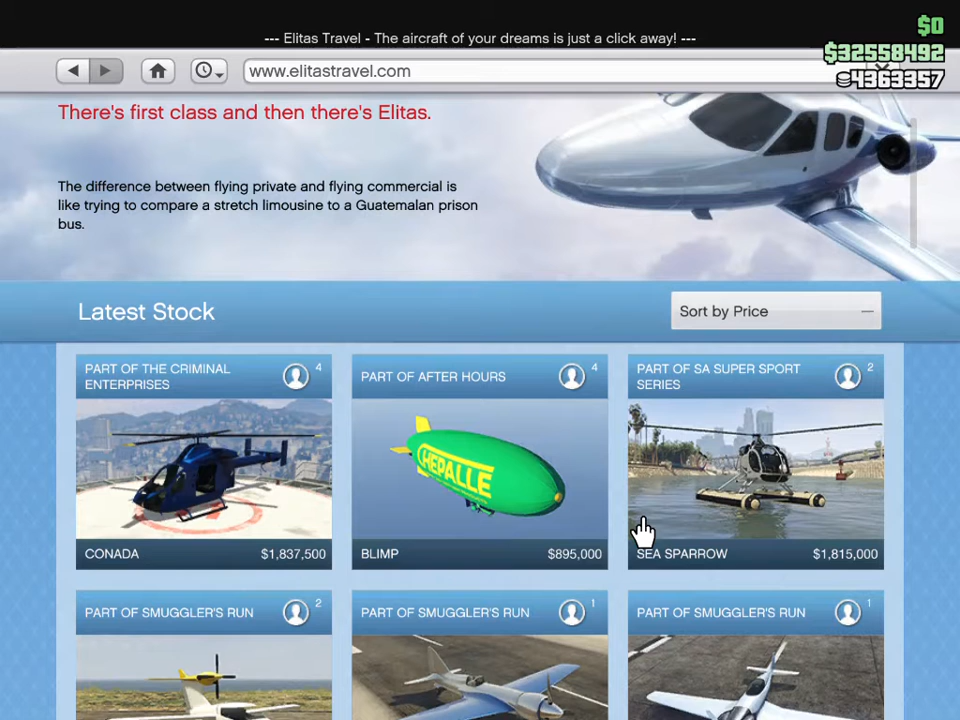 --- Elitas Travel - The aircraft of your dreams is just a click away! ---
$0
$32558492
4363357
www.elitastravel.com
There's first class and then there's Elitas.
The difference between flying private and flying commercial is
like trying to compare a stretch limousine to a Guatemalan prison
bus.
Latest Stock
Sort by Price
PART OF THE CRIMINAL
ENTERPRISES
4
PART OF AFTER HOURS
4
PART OF SA SUPER SPORT
SERIES
2
CHEPALLE
CONADA
$1,837,500
BLIMP
$895,000
SEA SPARROW
$1,815,000
PART OF SMUGGLER'S RUN
2
PART OF SMUGGLER'S RUN
1
PART OF SMUGGLER'S RUN
1